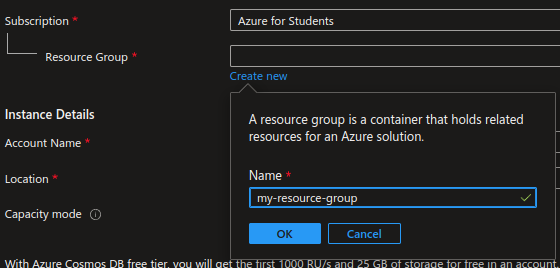 Subscription *
Azure for Students
Resource Group *
Create new
A resource group is a container that holds related
resources for an Azure solution.
Name *
my-resource-group
OK
Cancel
Instance Details
Account Name *
Location *
Capacity mode
With Azure Cosmos DB free tier, you will get the first 1000 RU/s and 25 GB of storage for free in an account